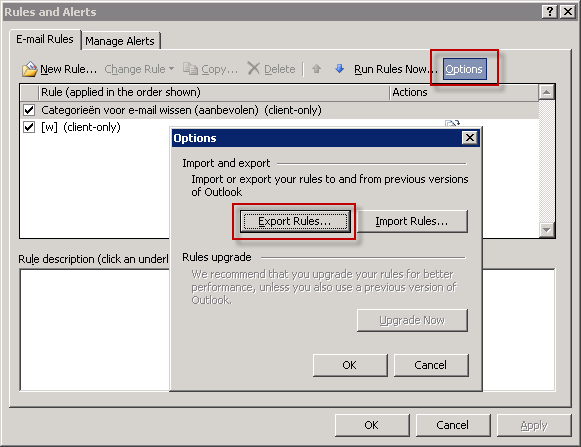 Rules and Alerts
E-mail Rules
Manage Alerts
New Rule...
Change Rule
Copy...
Delete
Run Rules Now...
Options
Rule (applied in the order shown)
Actions
Categorieën voor e-mail wissen (aanbevolen) (client-only)
[w] (client-only)
Options
Import and export
Import or export your rules to and from previous versions
of Outlook
Export Rules...
Import Rules...
Rules upgrade
We recommend that you upgrade your rules for better
performance, unless you also use a previous version of
Outlook.
Upgrade Now
OK
Cancel
Rule description (click an underl
OK
Cancel
Apply